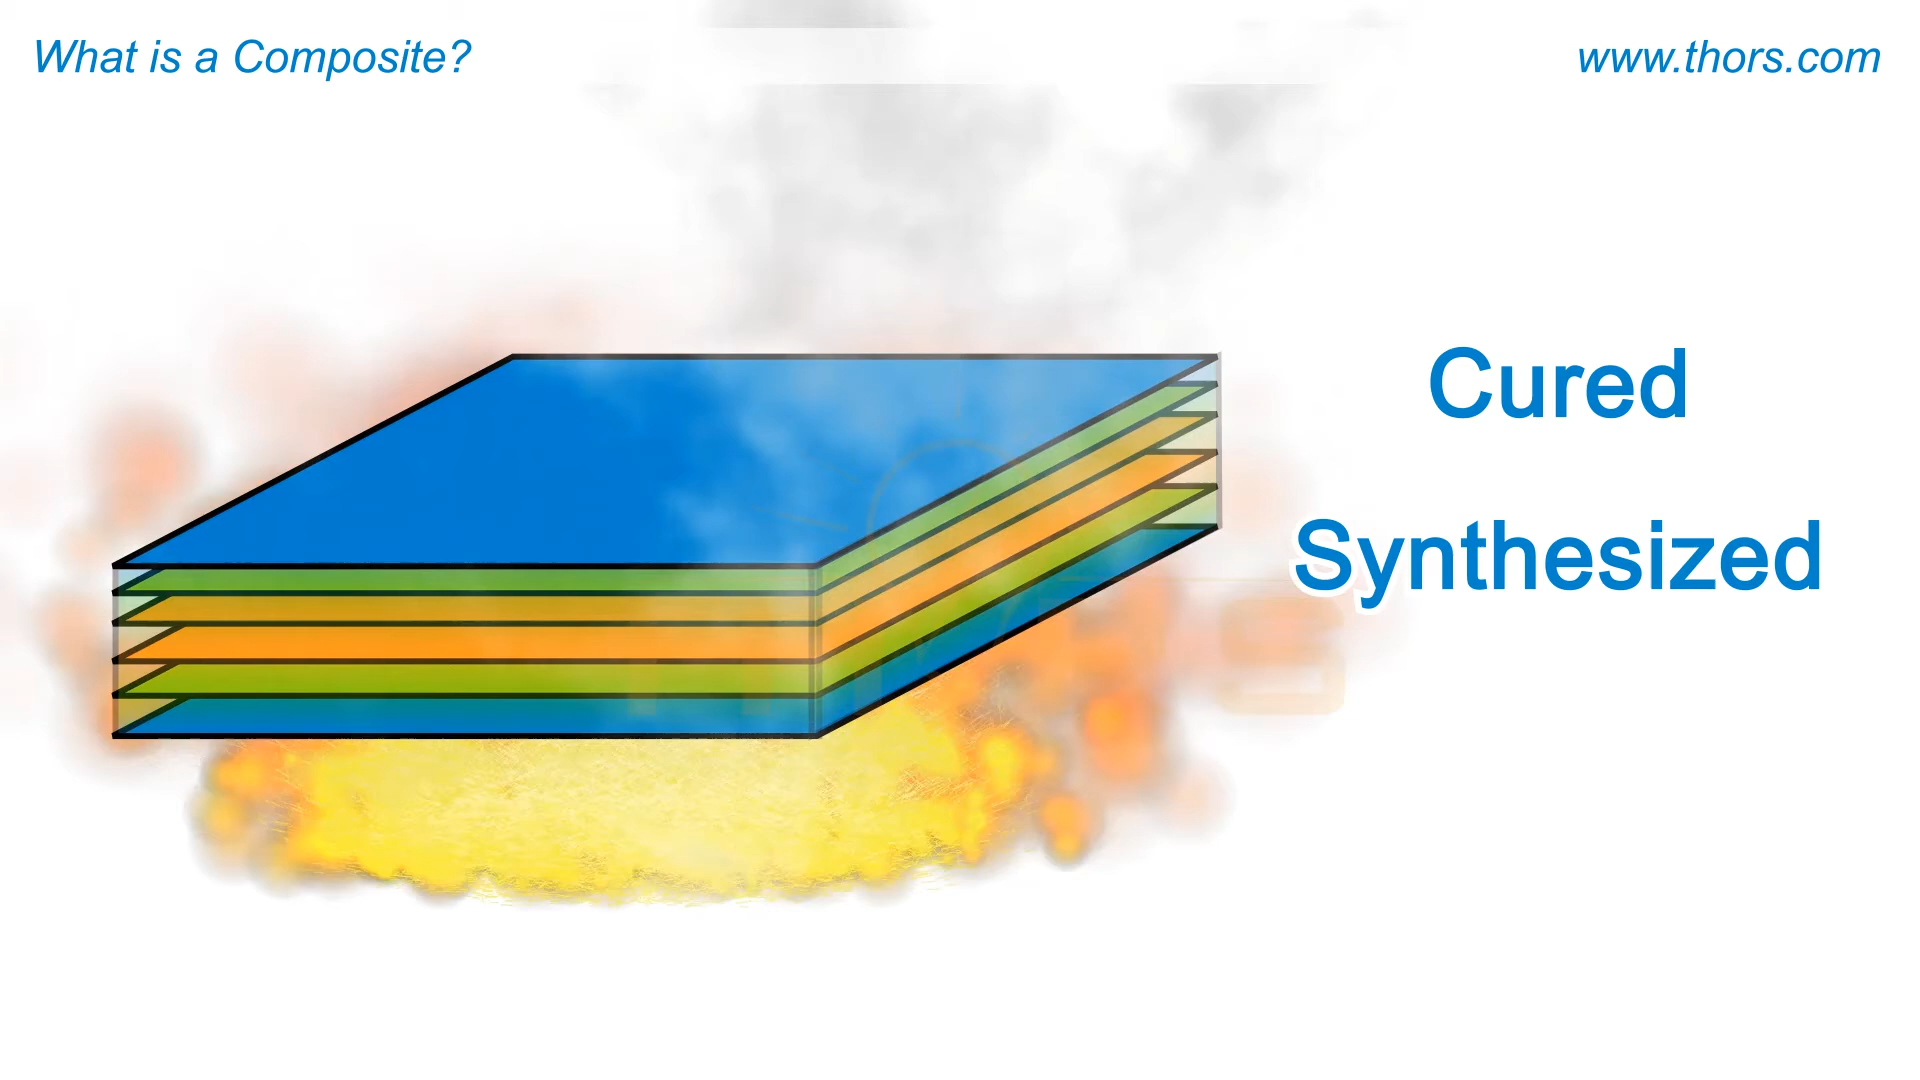 What is a Composite?
www.thors.com
Cured
Synthesized